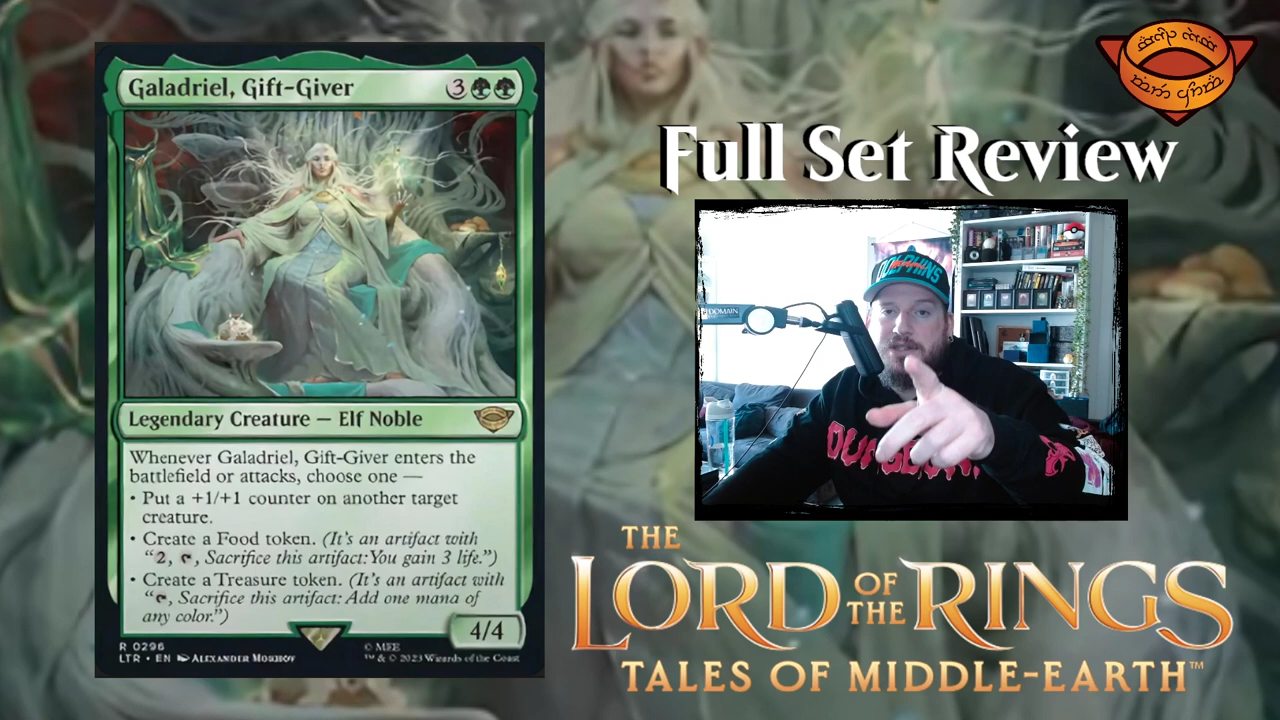 Galadriel, Gift-Giver 3
Legendary Creature — Elf Noble
Whenever Galadriel, Gift-Giver enters the
battlefield or attacks, choose one —
• Put a +1/+1 counter on another target
creature.
• Create a Food token. (It's an artifact with
“2, , Sacrifice this artifact: You gain 3 life.”)
• Create a Treasure token. (It's an artifact with
“ , Sacrifice this artifact: Add one mana of
any color.”)
4/4
R 0296
LTR • EN Alexander Mokhov
© MEE
™ & © 2023 Wizards of the Coast
Full Set Review
DOLPHINS
DOMAIN
THE
LORD OF THE RINGS
TALES OF MIDDLE-EARTH™